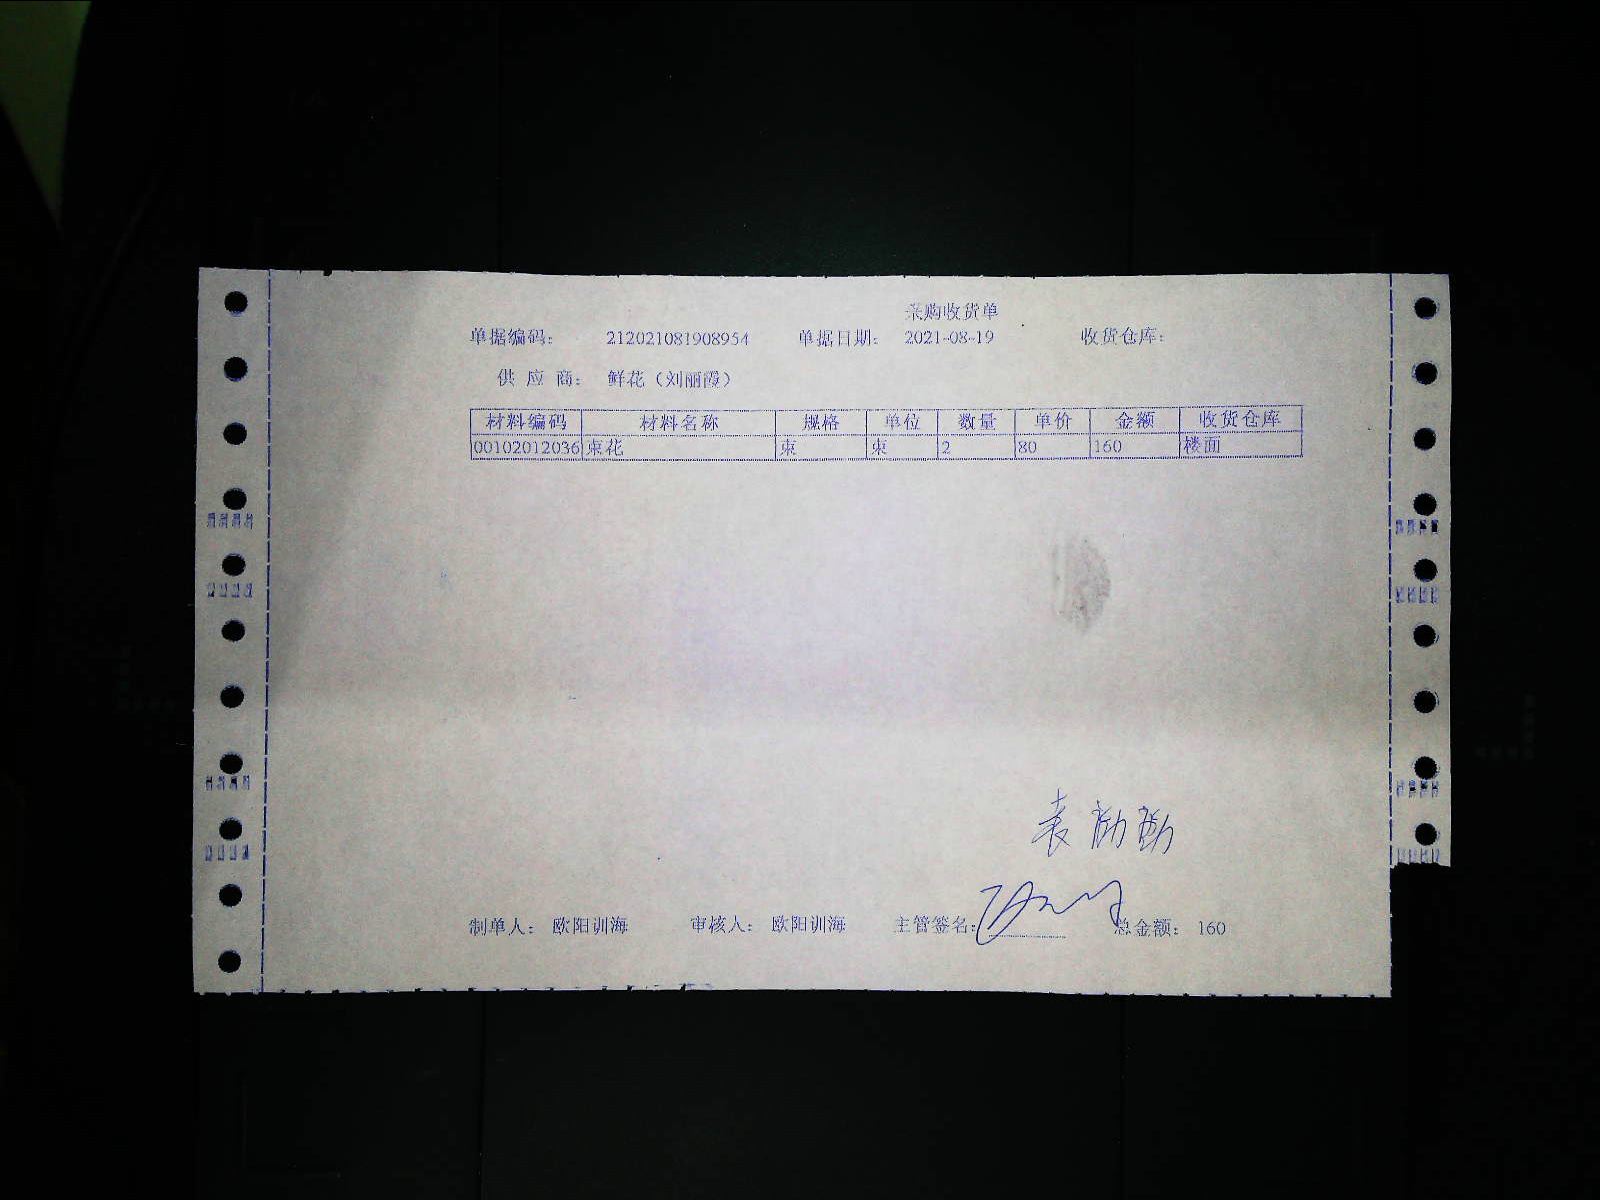 采购收货单
单据编码： 212021081908954 单据日期： 2021-08-19 收货仓库：
供 应 商： 鲜花（刘丽霞）
材料编码 材料名称 规格 单位 数量 单价 金额 收货仓库
00102012036 束花 束 束 2 80 160 楼面
制单人： 欧阳训海 审核人： 欧阳训海 主管签名： 总金额： 160